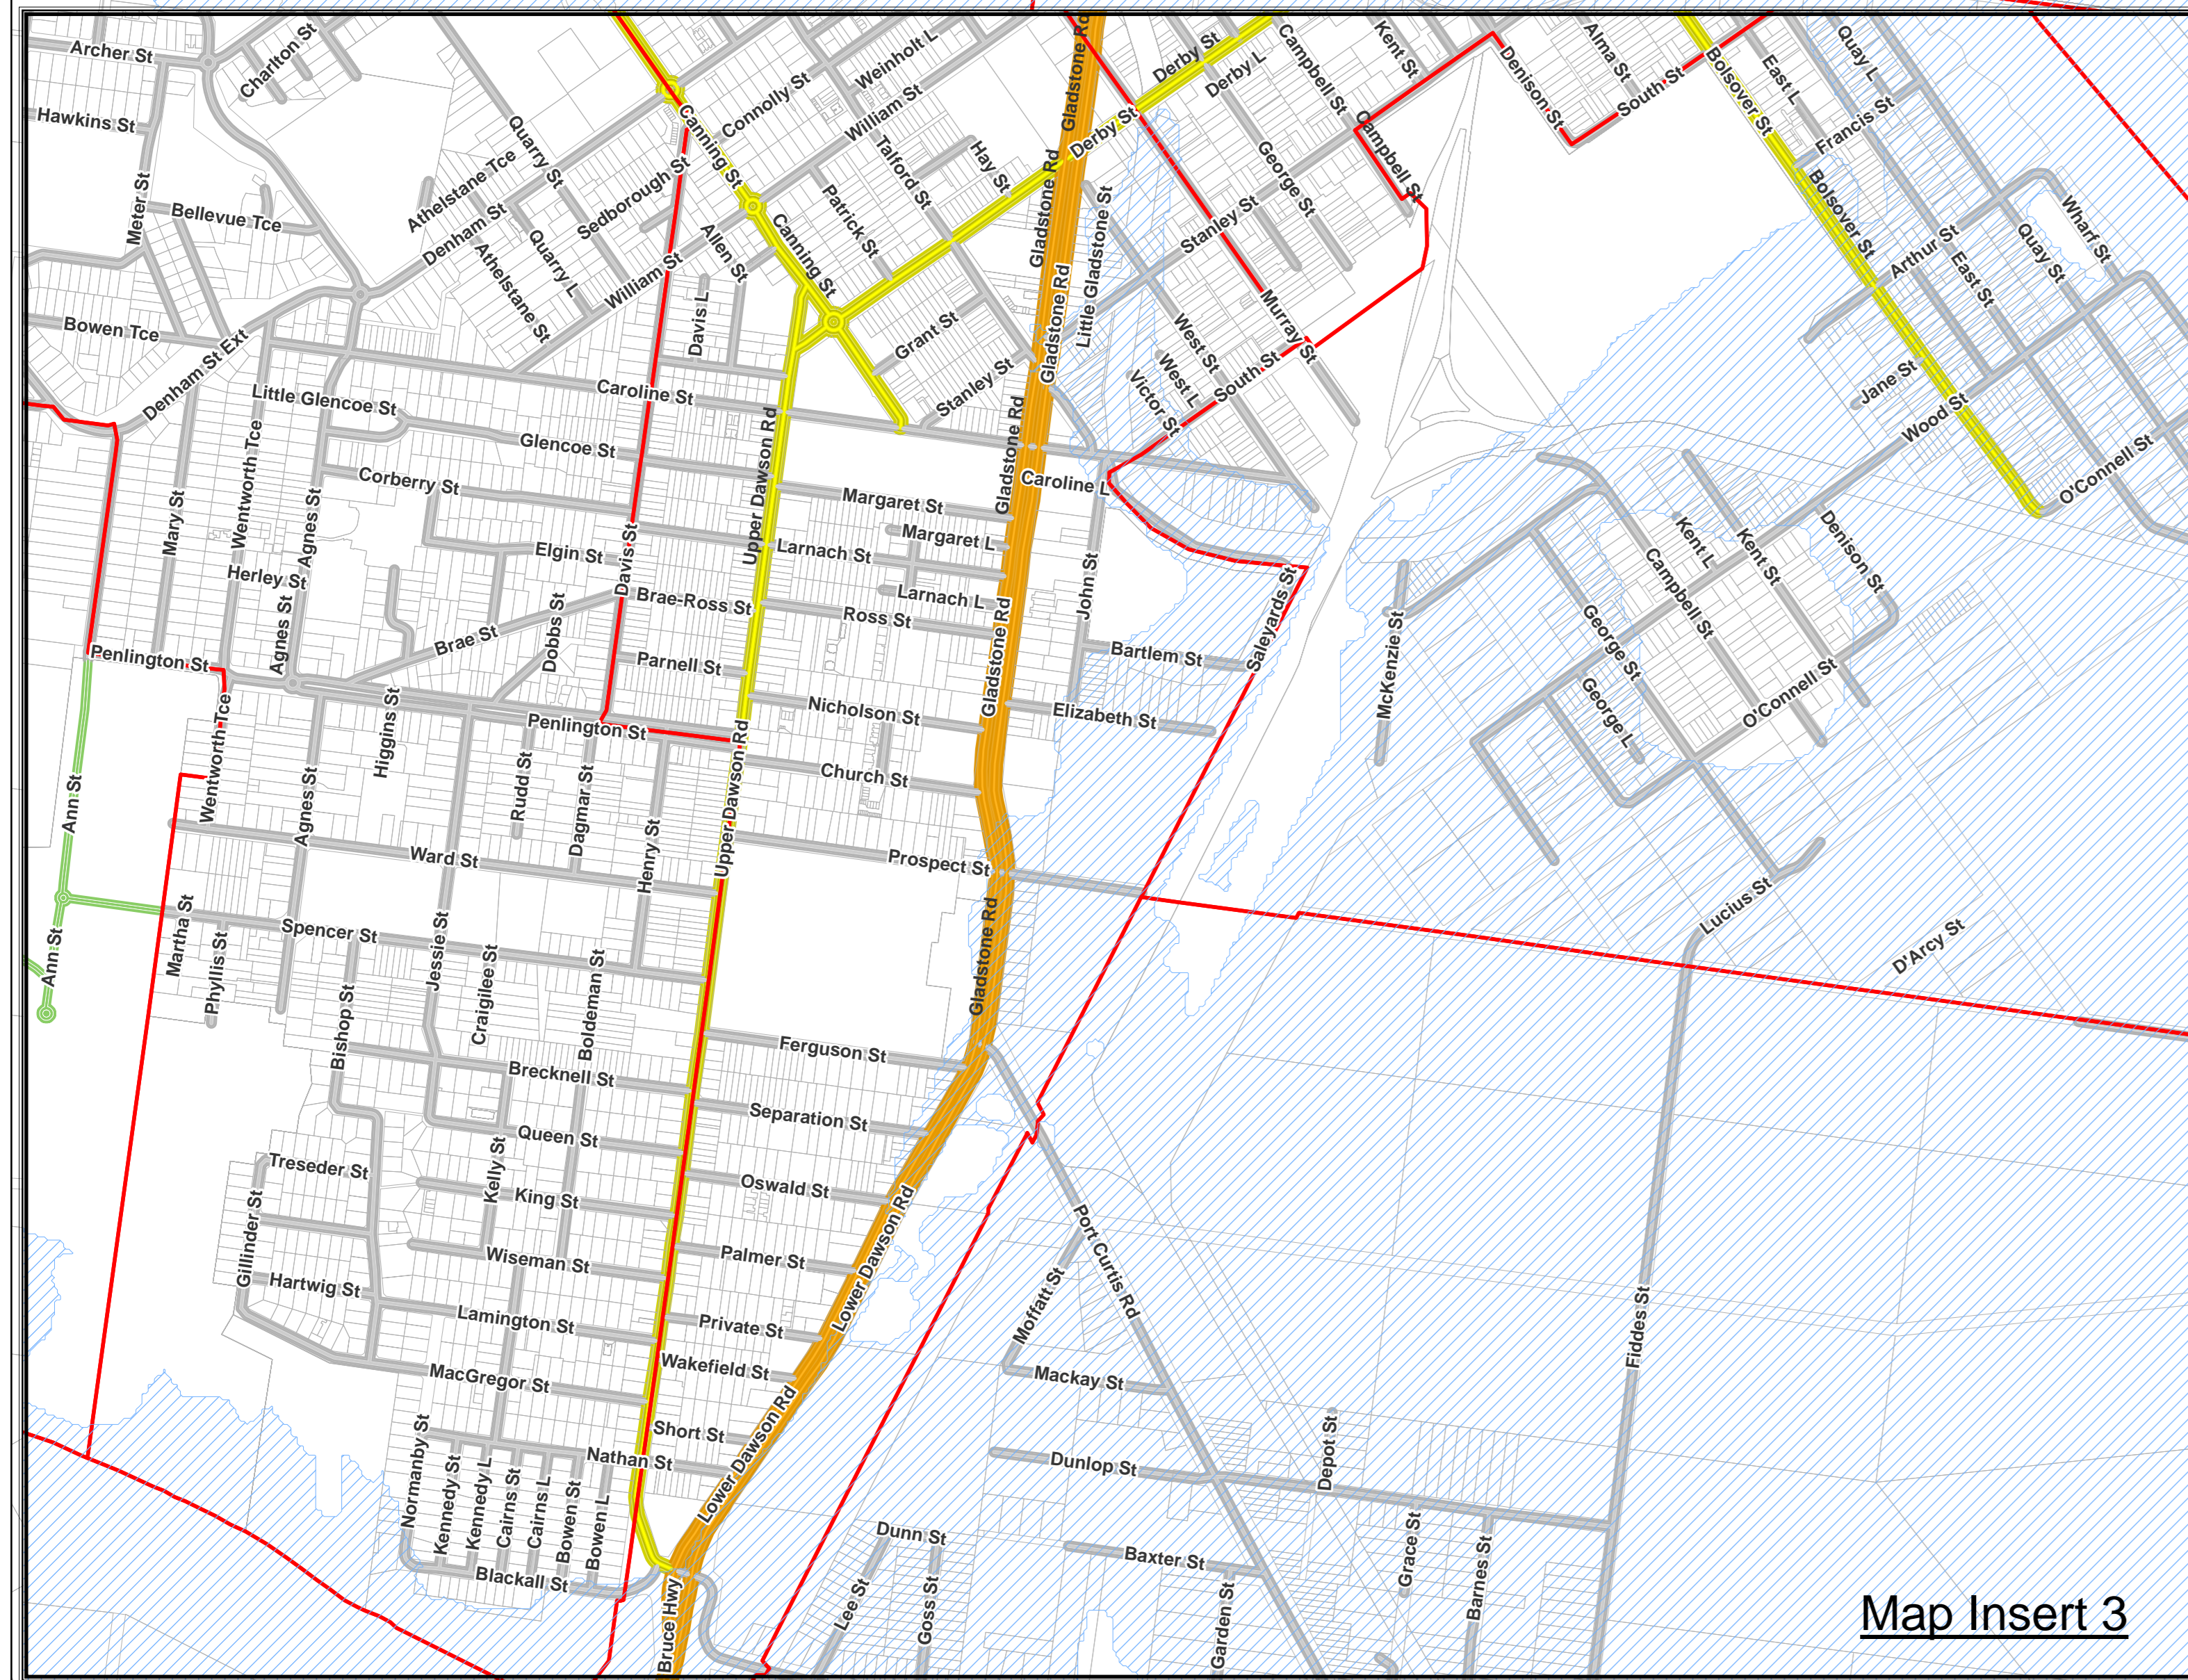 Archer St
Charlton St
Weinholt L
Gladstone Rd
Derby St
Campbell St
Kent St
Alma St
Quay L
Connolly St
William St
Derby L
Denison St
South St
Bolsover St
East L
Francis St
Hawkins St
Canning St
Quarry St
Talford St
Hay St
Gladstone Rd
Derby St
George St
Campbell St
Athelstane Tce
Sedborough St
Patrick St
Little Gladstone St
Stanley St
Bolsover St
Wharf St
Meter St
Bellevue Tce
Denham St
Quarry L
Allen St
Canning St
Arthur St
Quay St
Athelstane St
William St
Davis L
Gladstone Rd
East St
Bowen Tce
Denham St Ext
Grant St
West St
Murray St
Jane St
Little Glencoe St
Caroline St
Stanley St
Gladstone Rd
Victor St
West L
South St
Wood St
Wentworth Tce
Glencoe St
Upper Dawson Rd
Gladstone Rd
Caroline L
O'Connell St
Mary St
Agnes St
Corberry St
Margaret St
Margaret L
Kent L
Kent St
Denison St
Herley St
Elgin St
Davis St
Larnach St
John St
Campbell St
Agnes St
Brae St
Dobbs St
Brae-Ross St
Ross St
Larnach L
Gladstone Rd
Saleyards St
McKenzie St
George St
Penlington St
Parnell St
Bartlem St
George L
O'Connell St
Wentworth Tce
Higgins St
Penlington St
Nicholson St
Elizabeth St
Ann St
Agnes St
Rudd St
Dagmar St
Upper Dawson Rd
Church St
Ward St
Henry St
Prospect St
Lucius St
Ann St
Martha St
Phyllis St
Spencer St
Jessie St
Craigilee St
Boldeman St
Gladstone Rd
D'Arcy St
Bishop St
Brecknell St
Ferguson St
Separation St
Treseder St
Queen St
Kelly St
Oswald St
King St
Gillinder St
Lower Dawson Rd
Port Curtis Rd
Wiseman St
Palmer St
Hartwig St
Moffatt St
Fiddes St
Lamington St
Private St
MacGregor St
Wakefield St
Mackay St
Short St
Lower Dawson Rd
Normanby St
Kennedy St
Kennedy L
Cairns St
Cairns L
Bowen St
Bowen L
Nathan St
Dunlop St
Depot St
Dunn St
Baxter St
Grace St
Barnes St
Blackall St
Bruce Hwy
Lee St
Goss St
Garden St
Map Insert 3